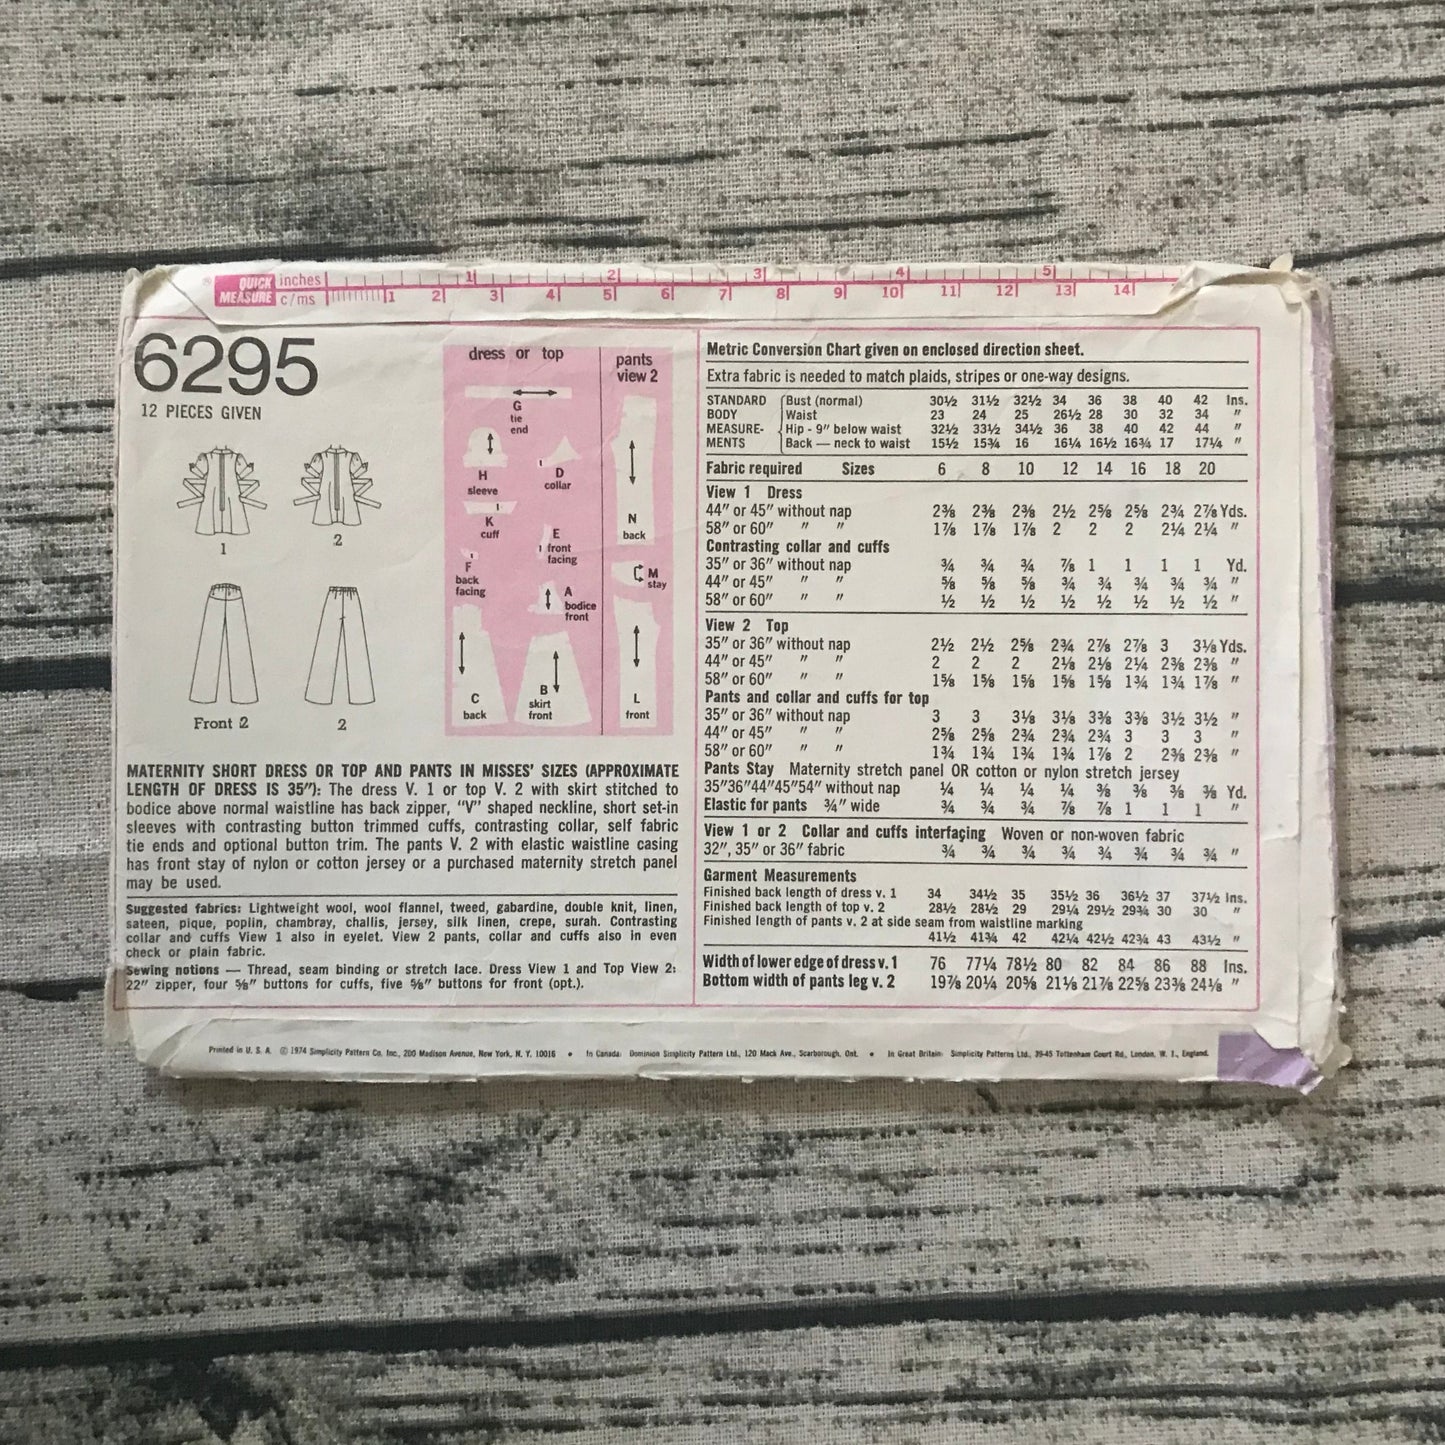 QUICK MEASURE inches 1 2 3 4 5
c/ms 1 2 3 4 5 6 7 8 9 10 11 12 13 14
6295
12 PIECES GIVEN
1
2
Front 2
2
dress or top
pants view 2
G tie end
H sleeve
D collar
K cuff
E front facing
F back facing
A bodice front
C back
B skirt front
N back
M stay
L front
MATERNITY SHORT DRESS OR TOP AND PANTS IN MISSES' SIZES (APPROXIMATE
LENGTH OF DRESS IS 35"): The dress V. 1 or top V. 2 with skirt stitched to
bodice above normal waistline has back zipper, "V" shaped neckline, short set-in
sleeves with contrasting button trimmed cuffs, contrasting collar, self fabric
tie ends and optional button trim. The pants V. 2 with elastic waistline casing
has front stay of nylon or cotton jersey or a purchased maternity stretch panel
may be used.
Suggested fabrics: Lightweight wool, wool flannel, tweed, gabardine, double knit, linen,
sateen, pique, poplin, chambray, challis, jersey, silk linen, crepe, surah. Contrasting
collar and cuffs View 1 also in eyelet. View 2 pants, collar and cuffs also in even
check or plain fabric.
Sewing notions — Thread, seam binding or stretch lace. Dress View 1 and Top View 2:
22" zipper, four ⅝" buttons for cuffs, five ⅝" buttons for front (opt.).
Metric Conversion Chart given on enclosed direction sheet.
Extra fabric is needed to match plaids, stripes or one-way designs.
STANDARD Bust (normal) 30½ 31½ 32½ 34 36 38 40 42 Ins.
BODY Waist 23 24 25 26½ 28 30 32 34 "
MEASURE- Hip - 9" below waist 32½ 33½ 34½ 36 38 40 42 44 "
MENTS Back — neck to waist 15½ 15¾ 16 16¼ 16½ 16¾ 17 17¼ "
Fabric required Sizes 6 8 10 12 14 16 18 20
View 1 Dress
44" or 45" without nap 2⅜ 2⅜ 2⅜ 2½ 2⅝ 2⅝ 2¾ 2⅞ Yds.
58" or 60" " " 1⅞ 1⅞ 1⅞ 2 2 2 2¼ 2¼ "
Contrasting collar and cuffs
35" or 36" without nap ¾ ¾ ¾ ⅞ 1 1 1 1 Yd.
44" or 45" " " ⅝ ⅝ ⅝ ¾ ¾ ¾ ¾ ¾ "
58" or 60" " " ½ ½ ½ ½ ½ ½ ½ ½ "
View 2 Top
35" or 36" without nap 2½ 2½ 2⅝ 2¾ 2⅞ 2⅞ 3 3⅛ Yds.
44" or 45" " " 2 2 2 2⅛ 2⅛ 2¼ 2⅜ 2⅜ "
58" or 60" " " 1⅝ 1⅝ 1⅝ 1⅝ 1⅝ 1¾ 1¾ 1⅞ "
Pants and collar and cuffs for top
35" or 36" without nap 3 3 3⅛ 3⅛ 3⅜ 3⅜ 3½ 3½ "
44" or 45" " " 2⅝ 2⅝ 2¾ 2¾ 2¾ 3 3 3 "
58" or 60" " " 1¾ 1¾ 1¾ 1¾ 1⅞ 2 2⅜ 2⅜ "
Pants Stay Maternity stretch panel OR cotton or nylon stretch jersey
35"36"44"45"54" without nap ¼ ¼ ¼ ¼ ⅜ ⅜ ⅜ ⅜ Yd.
Elastic for pants ¾" wide ¾ ¾ ¾ ⅞ ⅞ 1 1 1 "
View 1 or 2 Collar and cuffs interfacing Woven or non-woven fabric
32", 35" or 36" fabric ¾ ¾ ¾ ¾ ¾ ¾ ¾ ¾ "
Garment Measurements
Finished back length of dress v. 1 34 34½ 35 35½ 36 36½ 37 37½ Ins.
Finished back length of top v. 2 28½ 28½ 29 29¼ 29½ 29¾ 30 30 "
Finished length of pants v. 2 at side seam from waistline marking
41½ 41¾ 42 42¼ 42½ 42¾ 43 43½ "
Width of lower edge of dress v. 1 76 77¼ 78½ 80 82 84 86 88 Ins.
Bottom width of pants leg v. 2 19⅞ 20¼ 20⅝ 21⅛ 21⅞ 22⅝ 23⅜ 24⅛ "
Printed in U. S. A. © 1974 Simplicity Pattern Co. Inc., 200 Madison Avenue, New York, N. Y. 10016 • In Canada: Dominion Simplicity Pattern Ltd., 120 Mack Ave., Scarborough, Ont. • In Great Britain: Simplicity Patterns Ltd., 39-45 Tottenham Court Rd., London, W. 1., England.